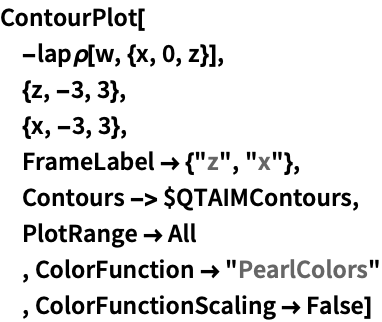 ContourPlot[
-lapρ[w, {x, 0, z}],
{z, -3, 3},
{x, -3, 3},
FrameLabel → {"z", "x"},
Contours -> $QTAIMContours,
PlotRange → All
, ColorFunction → "PearlColors"
, ColorFunctionScaling → False]